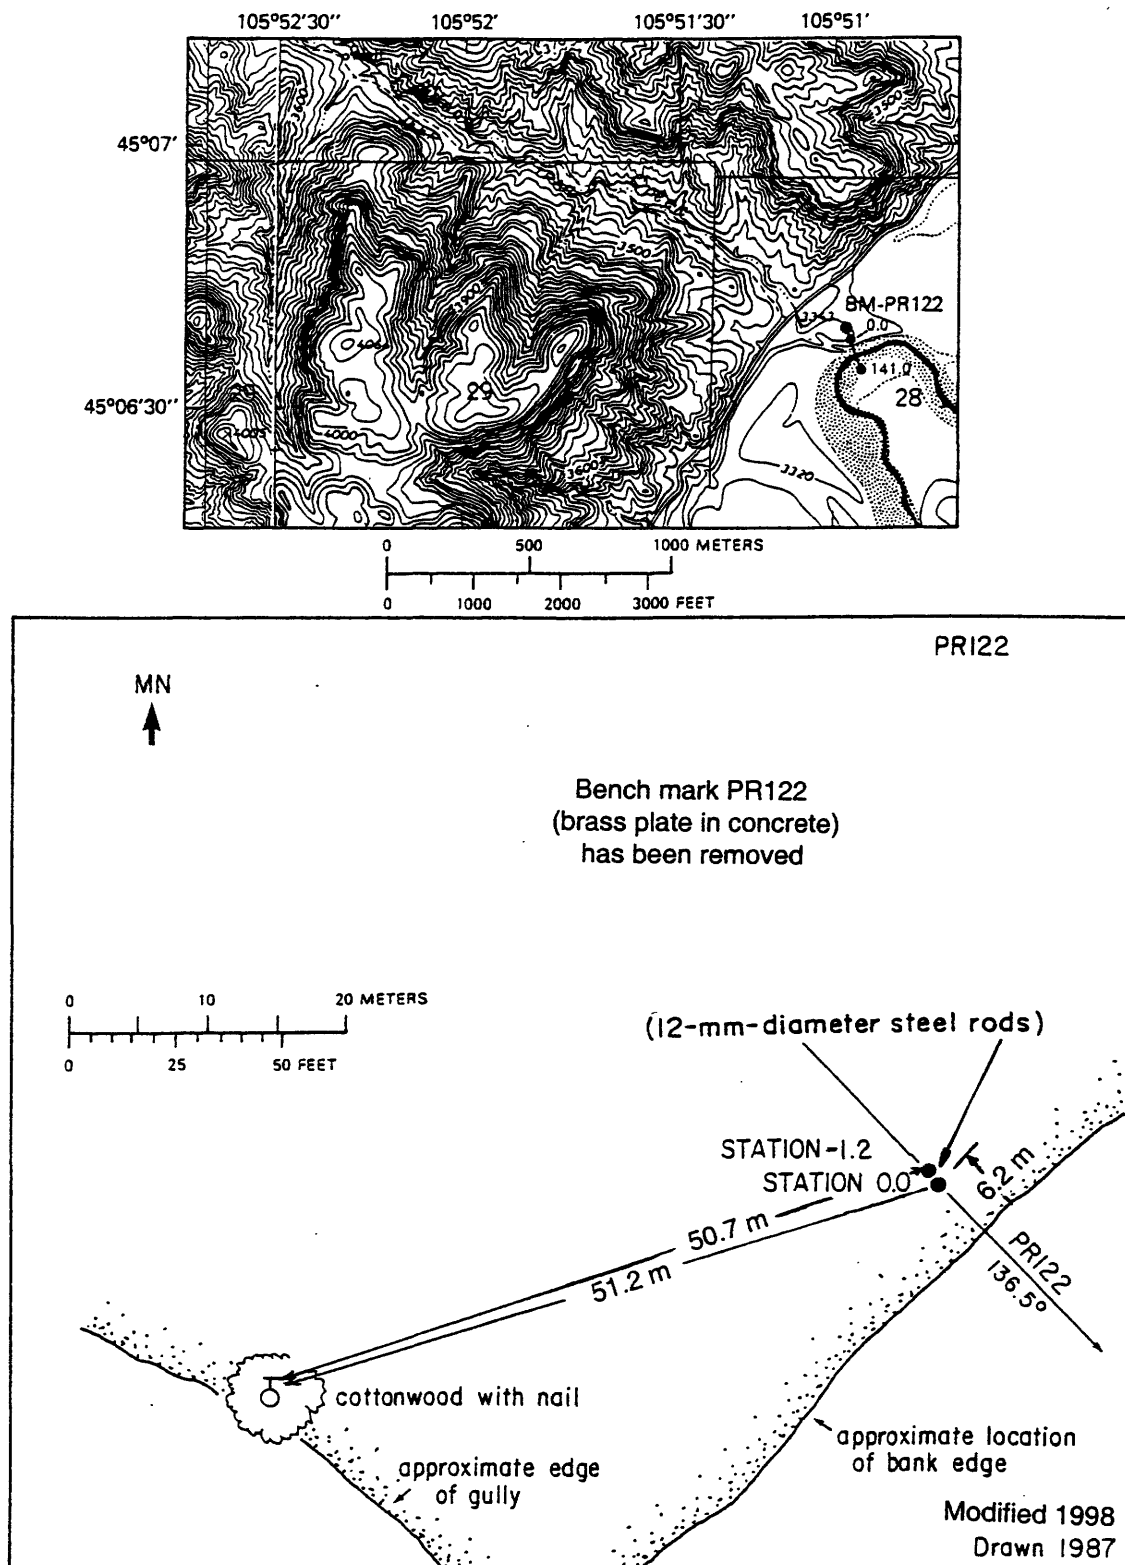 105°52'30" 105°52' 105°51'30" 105°51'
45°07'
3600
3500
3500
BM-PR122
3343
0.0
3900
141.0
29
28
45°06'30"
4005
4000
3600
3320
0 500 1000 METERS
0 1000 2000 3000 FEET
PR122
MN
Bench mark PR122
(brass plate in concrete)
has been removed
0 10 20 METERS
0 25 50 FEET
(12-mm-diameter steel rods)
STATION-1.2
STATION 0.0
6.2 m
50.7 m
51.2 m
PR122
136.5°
cottonwood with nail
approximate location
of bank edge
approximate edge
of gully
Modified 1998
Drawn 1987